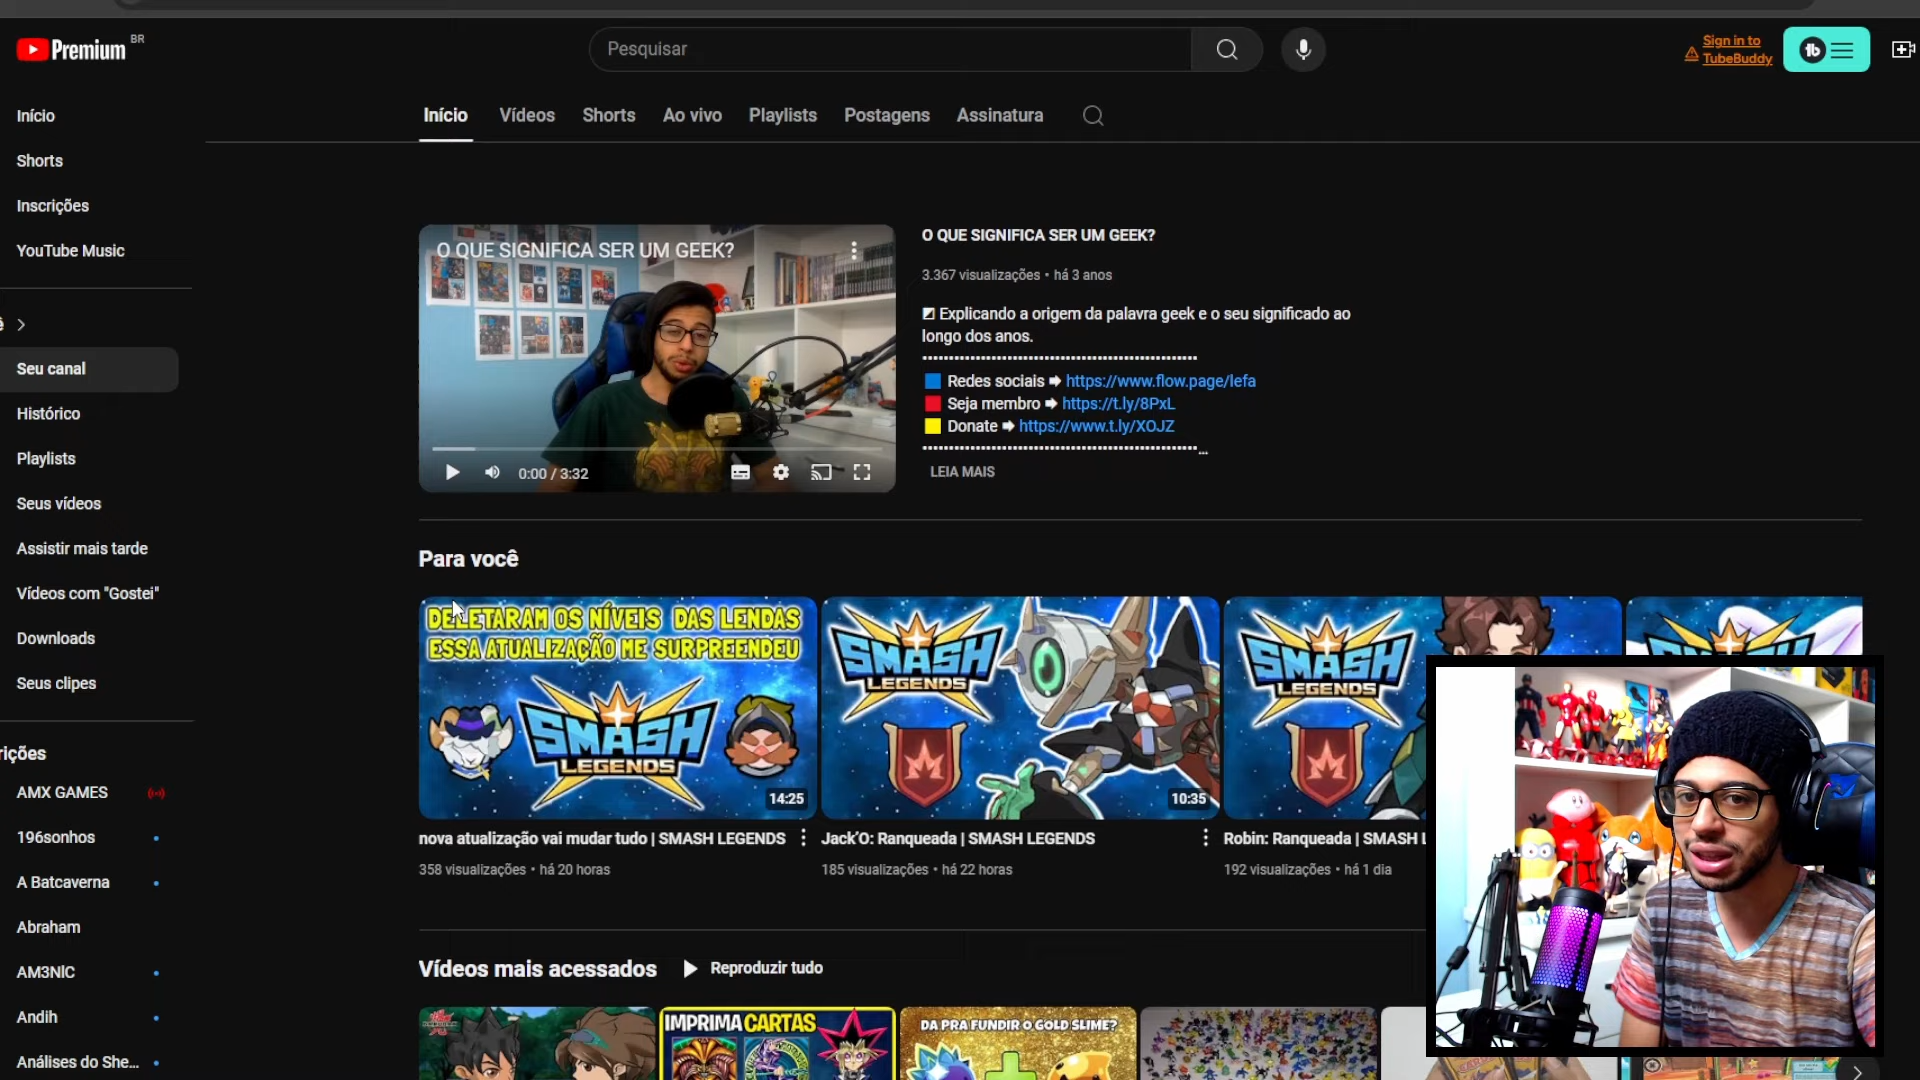 Premium BR
Pesquisar
Sign in to
TubeBuddy
Início
Shorts
Inscrições
YouTube Music
Seu canal
Histórico
Playlists
Seus vídeos
Assistir mais tarde
Vídeos com "Gostei"
Downloads
Seus clipes
rições
AMX GAMES
196sonhos
A Batcaverna
Abraham
AM3NlC
Andih
Análises do She...
Início Vídeos Shorts Ao vivo Playlists Postagens Assinatura
O QUE SIGNIFICA SER UM GEEK?
0:00 / 3:32
O QUE SIGNIFICA SER UM GEEK?
3.367 visualizações • há 3 anos
Explicando a origem da palavra geek e o seu significado ao
longo dos anos.
Redes sociais ➡ https://www.flow.page/lefa
Seja membro ➡ https://t.ly/8PxL
Donate ➡ https://www.t.ly/XOJZ
...
LEIA MAIS
Para você
DELETARAM OS NÍVEIS DAS LENDAS
ESSA ATUALIZAÇÃO ME SURPREENDEU
SMASH
LEGENDS
14:25
nova atualização vai mudar tudo | SMASH LEGENDS
358 visualizações • há 20 horas
SMASH
LEGENDS
10:35
Jack'O: Ranqueada | SMASH LEGENDS
185 visualizações • há 22 horas
SMASH
LEGENDS
Robin: Ranqueada | SMASH L
192 visualizações • há 1 dia
SMASH
Vídeos mais acessados Reproduzir tudo
IMPRIMA CARTAS
DA PRA FUNDIR O GOLD SLIME?